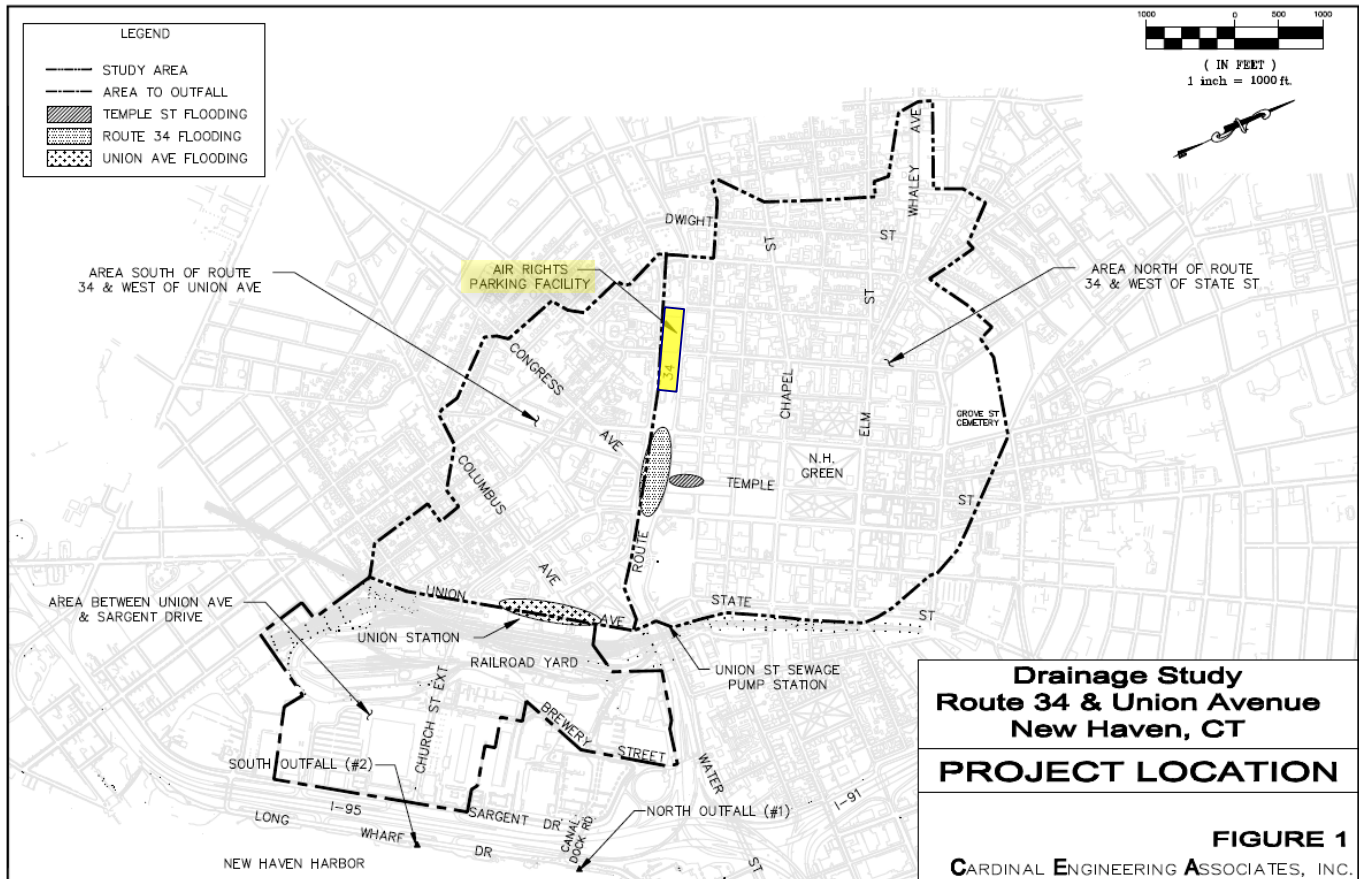 LEGEND
STUDY AREA
AREA TO OUTFALL
TEMPLE ST FLOODING
ROUTE 34 FLOODING
UNION AVE FLOODING
1000 0 500 1000
( IN FEET )
1 inch = 1000 ft.
WHALEY AVE
DWIGHT
ST
ST
ST
AIR RIGHTS
PARKING FACILITY
AREA SOUTH OF ROUTE
34 & WEST OF UNION AVE
AREA NORTH OF ROUTE
34 & WEST OF STATE ST
34
CONGRESS
AVE
CHAPEL
ELM
GROVE ST
CEMETERY
N.H.
GREEN
COLUMBUS
AVE
TEMPLE
ST
ROUTE
UNION
AVE
STATE
ST
AREA BETWEEN UNION AVE
& SARGENT DRIVE
UNION STATION
RAILROAD YARD
UNION ST SEWAGE
PUMP STATION
CHURCH ST EXT
BREWERY
STREET
WATER
ST
SOUTH OUTFALL (#2)
I-95
SARGENT DR
I-91
LONG
WHARF
DR
CANAL
DOCK RD
NORTH OUTFALL (#1)
NEW HAVEN HARBOR
Drainage Study
Route 34 & Union Avenue
New Haven, CT
PROJECT LOCATION
FIGURE 1
CARDINAL ENGINEERING ASSOCIATES, INC.